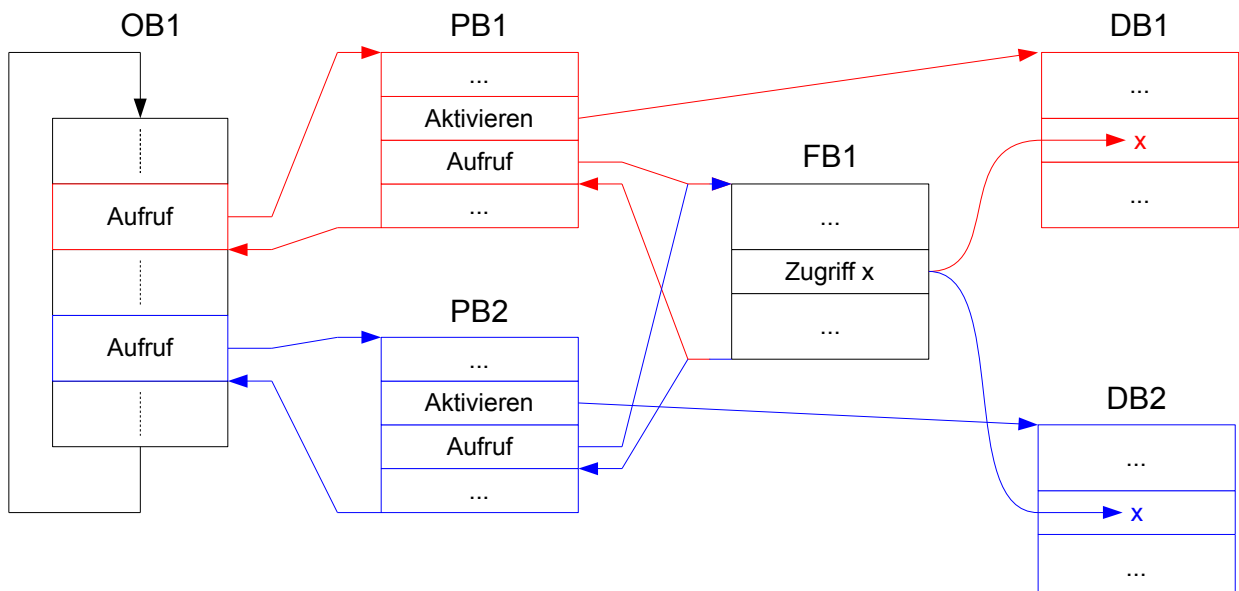 OB1
Aufruf
Aufruf
PB1
...
Aktivieren
Aufruf
...
PB2
...
Aktivieren
Aufruf
...
FB1
...
Zugriff x
...
DB1
...
x
...
DB2
...
x
...